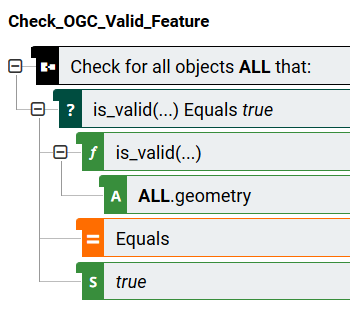 Check_OGC_Valid_Feature
Check for all objects ALL that:
? is_valid(...) Equals true
f is_valid(...)
A ALL.geometry
= Equals
S true